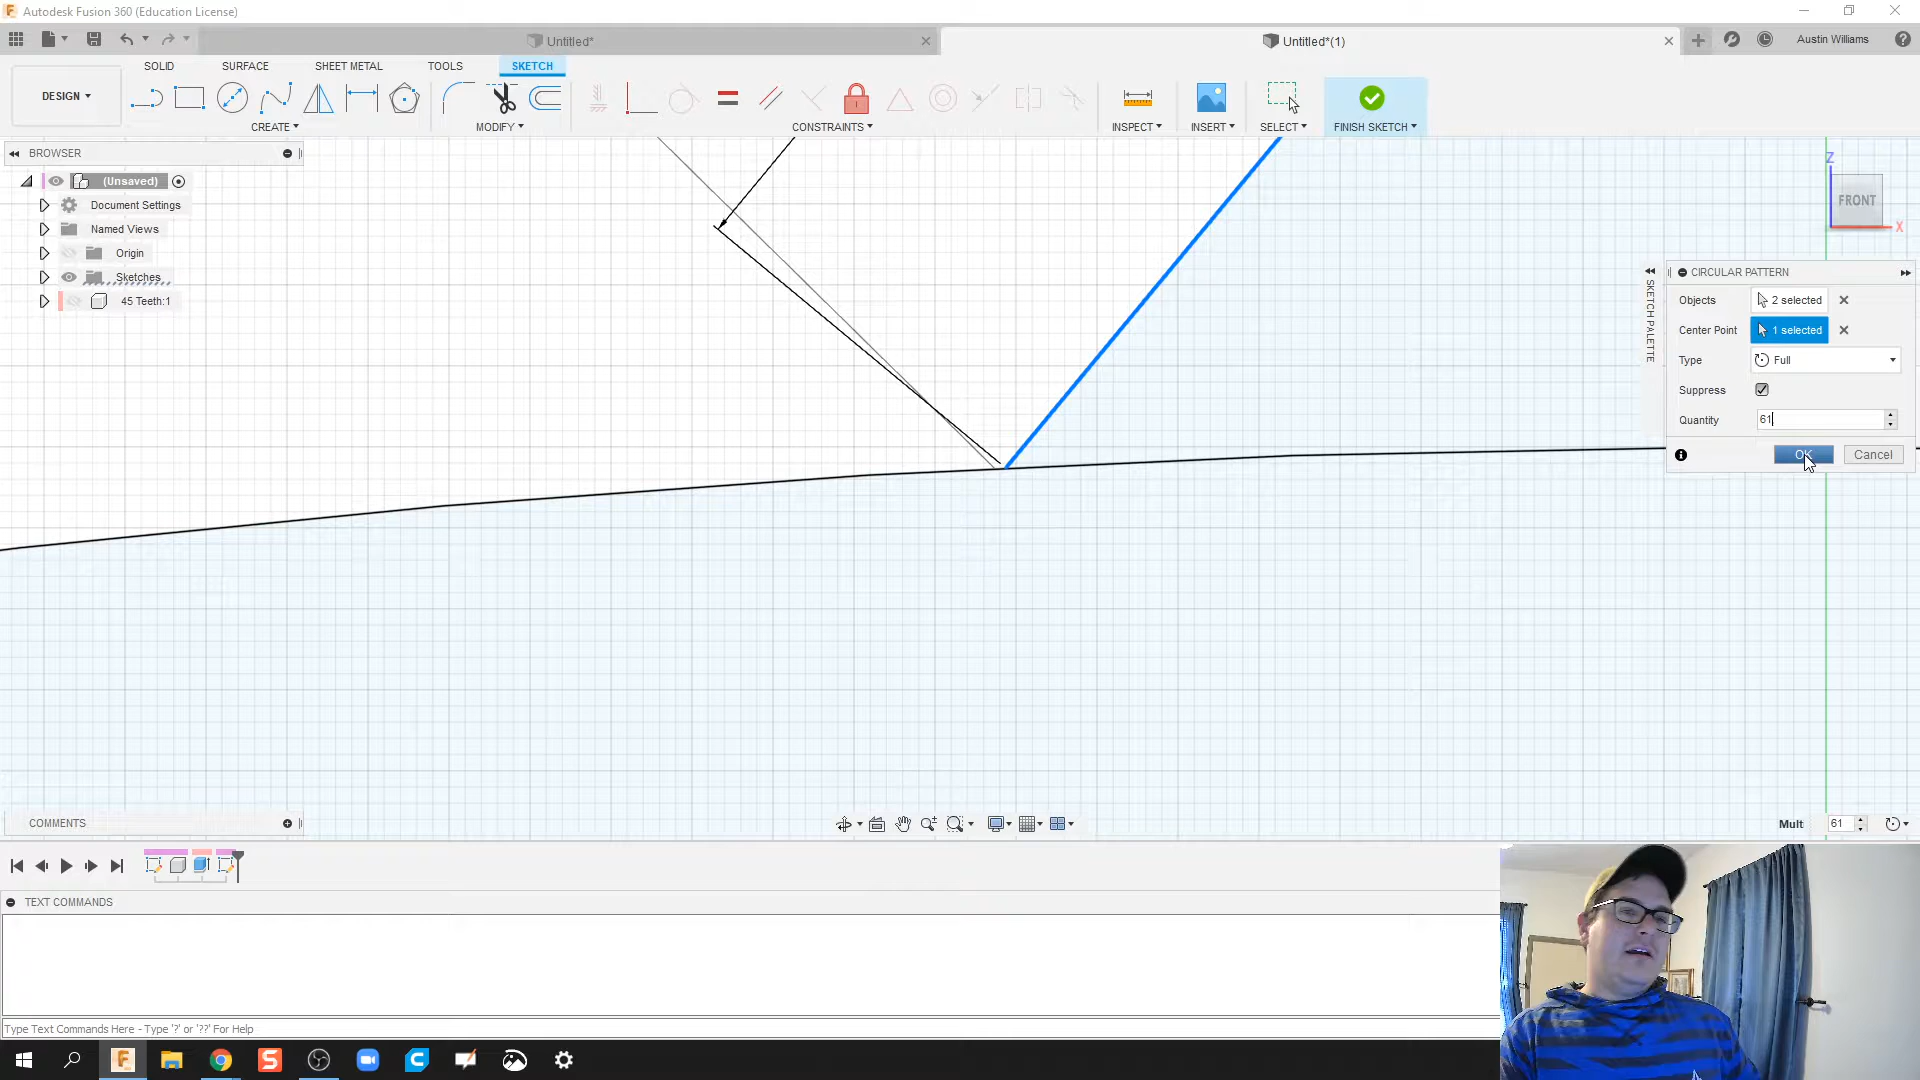 Autodesk Fusion 360 (Education License)
Untitled*
Untitled*(1)
Austin Williams
SOLID
SURFACE
SHEET METAL
TOOLS
SKETCH
DESIGN
CREATE
MODIFY
CONSTRAINTS
INSPECT
INSERT
SELECT
FINISH SKETCH
BROWSER
(Unsaved)
Document Settings
Named Views
Origin
Sketches
45 Teeth:1
Z
FRONT
X
SKETCH PALETTE
CIRCULAR PATTERN
Objects
2 selected
Center Point
1 selected
Type
Full
Suppress
Quantity
61
OK
Cancel
COMMENTS
Mult
61
TEXT COMMANDS
Type Text Commands Here - Type '?' or '??' For Help